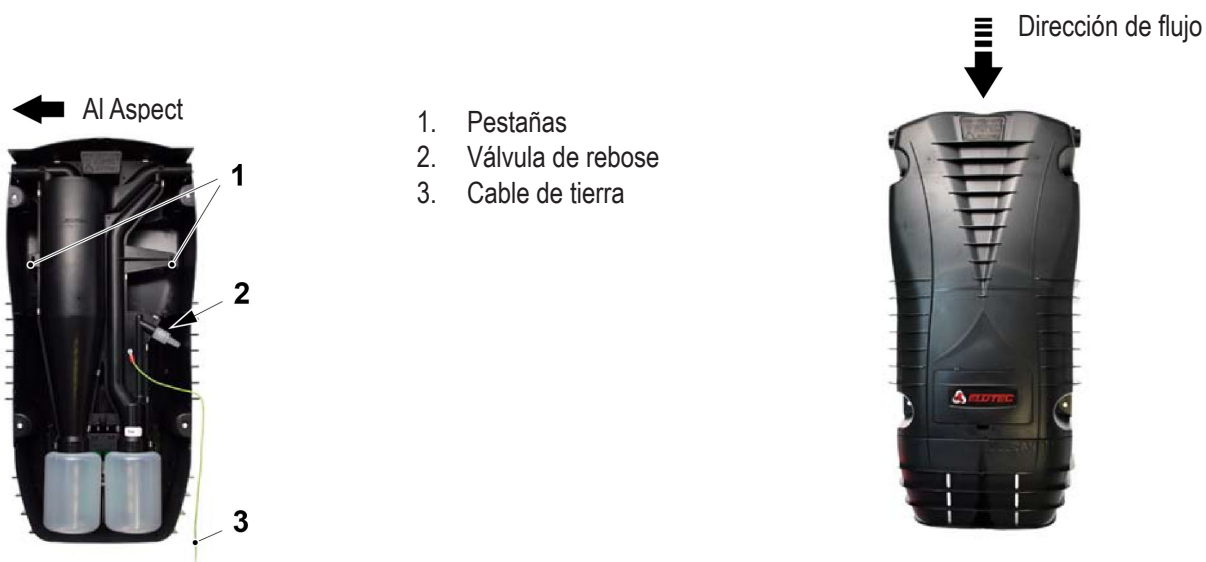 Al Aspect
1
2
3
1. Pestañas
2. Válvula de rebose
3. Cable de tierra
Dirección de flujo